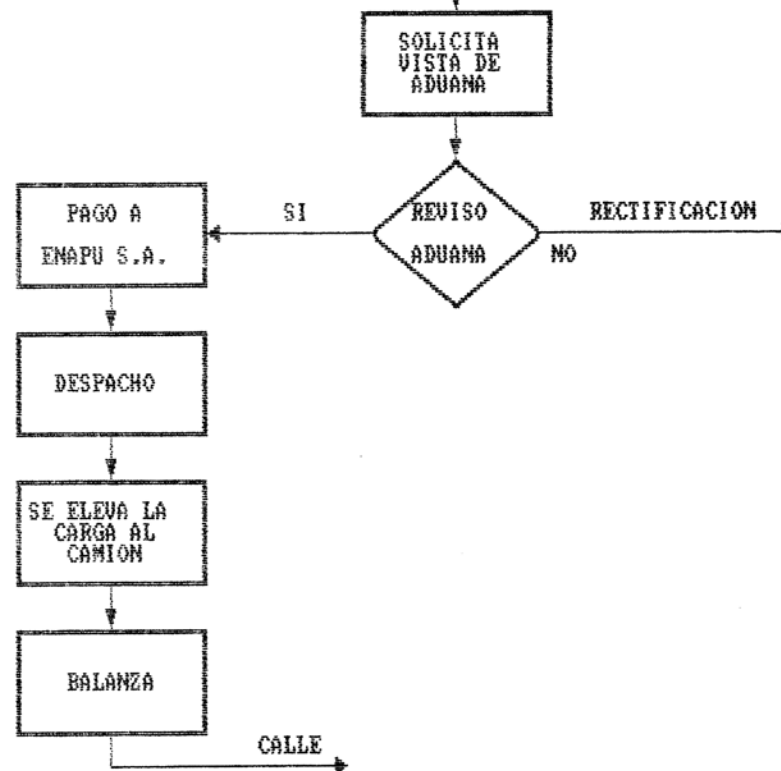 SOLICITA
VISTA DE
ADUANA
REVISO
ADUANA
SI
RECTIFICACION
NO
PAGO A
ENAPU S.A.
DESPACHO
SE ELEVA LA
CARGA AL
CAMION
BALANZA
CALLE